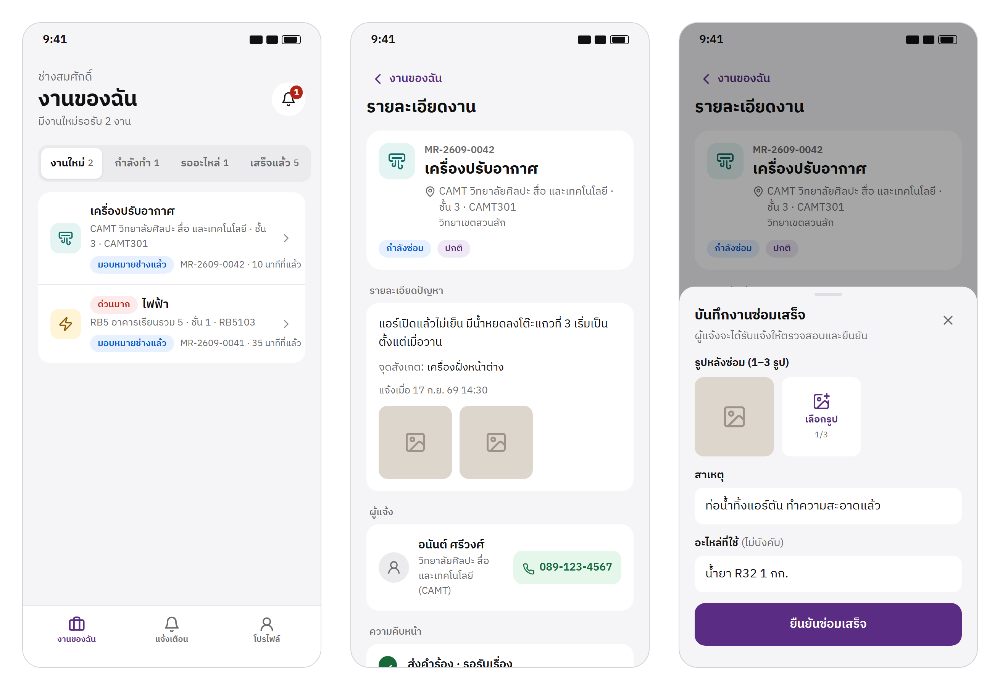 9:41
ช่างสมศักดิ์
งานของฉัน
1
มีงานใหม่รอรับ 2 งาน
งานใหม่ 2 กำลังทำ 1 รออะไหล่ 1 เสร็จแล้ว 5
เครื่องปรับอากาศ
CAMT วิทยาลัยศิลปะ สื่อ และเทคโนโลยี · ชั้น
3 · CAMT301
มอบหมายช่างแล้ว MR-2609-0042 · 10 นาทีที่แล้ว
ด่วนมาก ไฟฟ้า
RB5 อาคารเรียนรวม 5 · ชั้น 1 · RB5103
มอบหมายช่างแล้ว MR-2609-0041 · 35 นาทีที่แล้ว
งานของฉัน แจ้งเตือน โปรไฟล์
9:41
งานของฉัน
รายละเอียดงาน
MR-2609-0042
เครื่องปรับอากาศ
CAMT วิทยาลัยศิลปะ สื่อ และเทคโนโลยี ·
ชั้น 3 · CAMT301
วิทยาเขตสวนสัก
กำลังซ่อม ปกติ
รายละเอียดปัญหา
แอร์เปิดแล้วไม่เย็น มีน้ำหยดลงโต๊ะแถวที่ 3 เริ่มเป็น
ตั้งแต่เมื่อวาน
จุดสังเกต: เครื่องฝั่งหน้าต่าง
แจ้งเมื่อ 17 ก.ย. 69 14:30
ผู้แจ้ง
อนันต์ ศรีวงศ์
วิทยาลัยศิลปะ สื่อ
และเทคโนโลยี
(CAMT)
089-123-4567
ความคืบหน้า
ส่งคำร้อง · รอรับเรื่อง
9:41
งานของฉัน
รายละเอียดงาน
MR-2609-0042
เครื่องปรับอากาศ
CAMT วิทยาลัยศิลปะ สื่อ และเทคโนโลยี ·
ชั้น 3 · CAMT301
วิทยาเขตสวนสัก
กำลังซ่อม ปกติ
บันทึกงานซ่อมเสร็จ
ผู้แจ้งจะได้รับแจ้งให้ตรวจสอบและยืนยัน
รูปหลังซ่อม (1–3 รูป)
เลือกรูป
1/3
สาเหตุ
ท่อน้ำทิ้งแอร์ตัน ทำความสะอาดแล้ว
อะไหล่ที่ใช้ (ไม่บังคับ)
น้ำยา R32 1 กก.
ยืนยันซ่อมเสร็จ